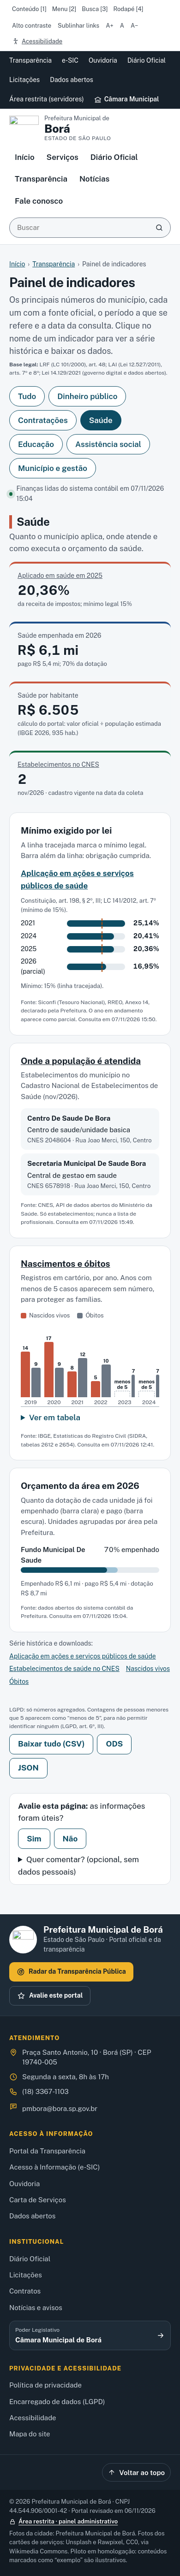 Conteúdo [1] Menu [2] Busca [3] Rodapé [4]
Alto contraste Sublinhar links A+ A A−
Acessibilidade
Transparência e-SIC Ouvidoria Diário Oficial
Licitações Dados abertos
Área restrita (servidores) Câmara Municipal
Prefeitura Municipal de
Borá
ESTADO DE SÃO PAULO
Início Serviços Diário Oficial
Transparência Notícias
Fale conosco
Buscar
Início › Transparência › Painel de indicadores
Painel de indicadores
Os principais números do município, cada um com a fonte oficial, o período a que se refere e a data da consulta. Clique no nome de um indicador para ver a série histórica e baixar os dados.
Base legal: LRF (LC 101/2000), art. 48; LAI (Lei 12.527/2011), arts. 7º e 8º; Lei 14.129/2021 (governo digital e dados abertos).
Tudo Dinheiro público
Contratações Saúde
Educação Assistência social
Município e gestão
Finanças lidas do sistema contábil em 07/11/2026 15:04
Saúde
Quanto o município aplica, onde atende e como executa o orçamento da saúde.
Aplicado em saúde em 2025
20,36%
da receita de impostos; mínimo legal 15%
Saúde empenhada em 2026
R$ 6,1 mi
pago R$ 5,4 mi; 70% da dotação
Saúde por habitante
R$ 6.505
cálculo do portal: valor oficial ÷ população estimada (IBGE 2026, 935 hab.)
Estabelecimentos no CNES
2
nov/2026 · cadastro vigente na data da coleta
Mínimo exigido por lei
A linha tracejada marca o mínimo legal. Barra além da linha: obrigação cumprida.
Aplicação em ações e serviços públicos de saúde
Constituição, art. 198, § 2º, III; LC 141/2012, art. 7º (mínimo de 15%).
2021 25,14%
2024 20,41%
2025 20,36%
2026 (parcial) 16,95%
Mínimo: 15% (linha tracejada).
Fonte: Siconfi (Tesouro Nacional), RREO, Anexo 14, declarado pela Prefeitura. O ano em andamento aparece como parcial. Consulta em 07/11/2026 15:50.
Onde a população é atendida
Estabelecimentos do município no Cadastro Nacional de Estabelecimentos de Saúde (nov/2026).
Centro De Saude De Bora
Centro de saude/unidade basica
CNES 2048604 · Rua Joao Merci, 150, Centro
Secretaria Municipal De Saude Bora
Central de gestao em saude
CNES 6578918 · Rua Joao Merci, 150, Centro
Fonte: CNES, API de dados abertos do Ministério da Saúde. Só estabelecimentos; nunca a lista de profissionais. Consulta em 07/11/2026 15:49.
Nascimentos e óbitos
Registros em cartório, por ano. Anos com menos de 5 casos aparecem sem número, para proteger as famílias.
Nascidos vivos Óbitos
14 9 17 9 8 12 5 10 menos de 5 7 menos de 5 7
2019 2020 2021 2022 2023 2024
Ver em tabela
Fonte: IBGE, Estatísticas do Registro Civil (SIDRA, tabelas 2612 e 2654). Consulta em 07/11/2026 12:41.
Orçamento da área em 2026
Quanto da dotação de cada unidade já foi empenhado (barra clara) e pago (barra escura). Unidades agrupadas por área pela Prefeitura.
Fundo Municipal De Saude 70% empenhado
Empenhado R$ 6,1 mi · pago R$ 5,4 mi · dotação R$ 8,7 mi
Fonte: dados abertos do sistema contábil da Prefeitura. Consulta em 07/11/2026 15:04.
Série histórica e downloads:
Aplicação em ações e serviços públicos de saúde
Estabelecimentos de saúde no CNES Nascidos vivos
Óbitos
LGPD: só números agregados. Contagens de pessoas menores que 5 aparecem como "menos de 5", para não permitir identificar ninguém (LGPD, art. 6º, III).
Baixar tudo (CSV) ODS
JSON
Avalie esta página: as informações foram úteis?
Sim Não
Quer comentar? (opcional, sem dados pessoais)
Prefeitura Municipal de Borá
Estado de São Paulo · Portal oficial e da transparência
Radar da Transparência Pública
Avalie este portal
ATENDIMENTO
Praça Santo Antonio, 10 · Borá (SP) · CEP 19740-005
Segunda a sexta, 8h às 17h
(18) 3367-1103
pmbora@bora.sp.gov.br
ACESSO À INFORMAÇÃO
Portal da Transparência
Acesso à Informação (e-SIC)
Ouvidoria
Carta de Serviços
Dados abertos
INSTITUCIONAL
Diário Oficial
Licitações
Contratos
Notícias e avisos
Poder Legislativo
Câmara Municipal de Borá
PRIVACIDADE E ACESSIBILIDADE
Política de privacidade
Encarregado de dados (LGPD)
Acessibilidade
Mapa do site
Voltar ao topo
© 2026 Prefeitura Municipal de Borá · CNPJ 44.544.906/0001-42 · Portal revisado em 06/11/2026
Área restrita · painel administrativo
Fotos da cidade: Prefeitura Municipal de Borá. Fotos dos cartões de serviços: Unsplash e Rawpixel, CC0, via Wikimedia Commons. Piloto em homologação: conteúdos marcados como "exemplo" são ilustrativos.